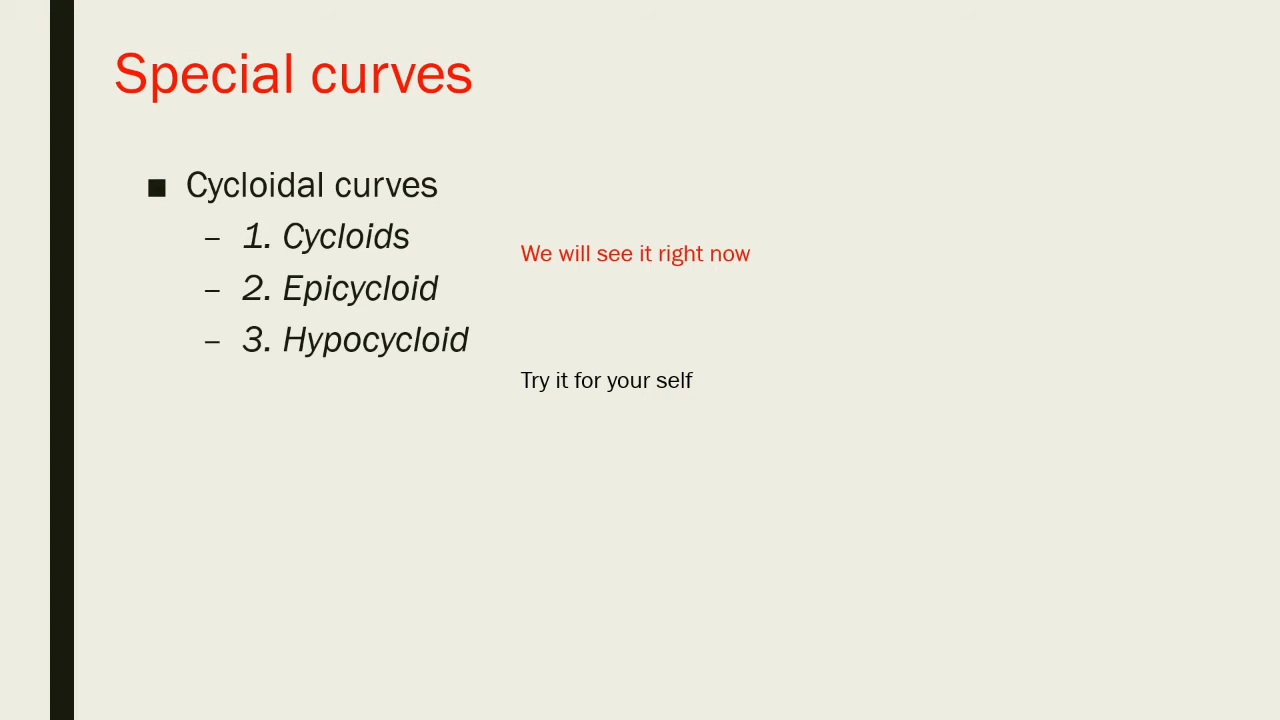 Special curves
■ Cycloidal curves
– 1. Cycloids
We will see it right now
– 2. Epicycloid
– 3. Hypocycloid
Try it for your self